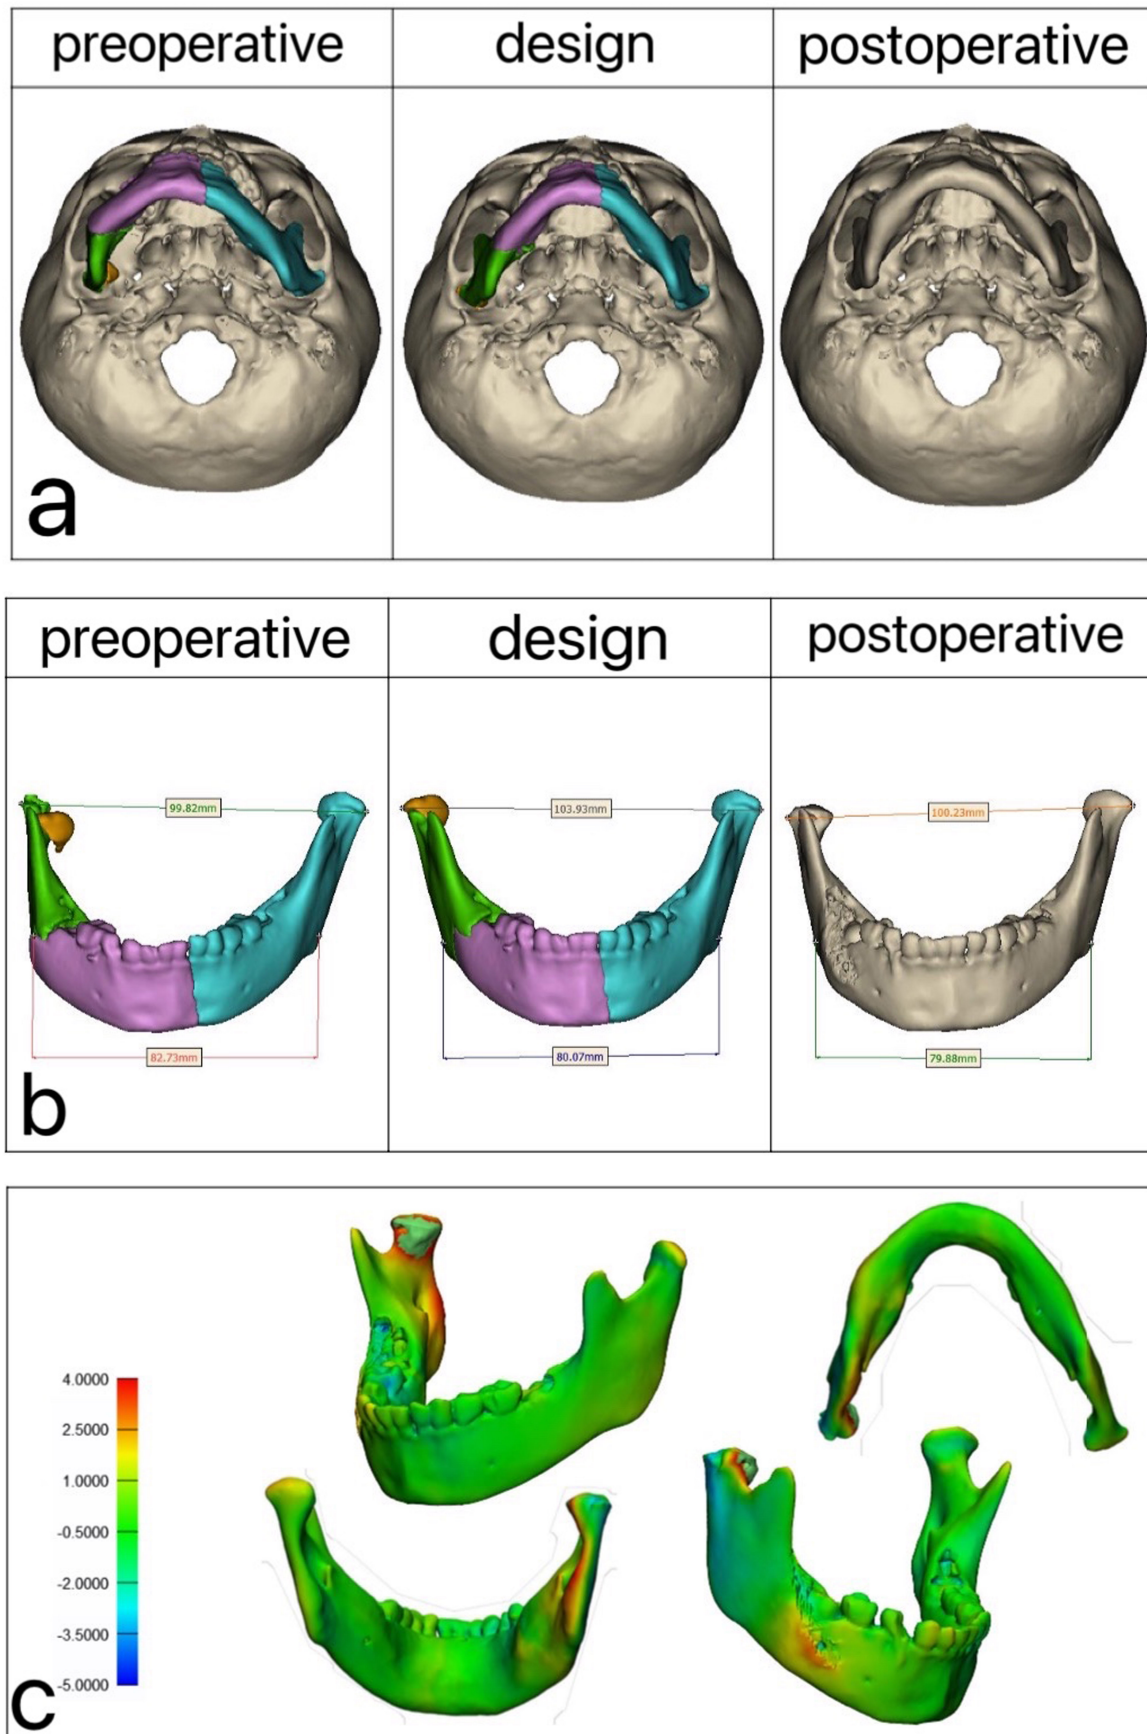 preoperative design postoperative
a
preoperative design postoperative
99.82mm 103.93mm 100.23mm
82.73mm 80.07mm 79.88mm
b
4.0000
2.5000
1.0000
-0.5000
-2.0000
-3.5000
-5.0000
c